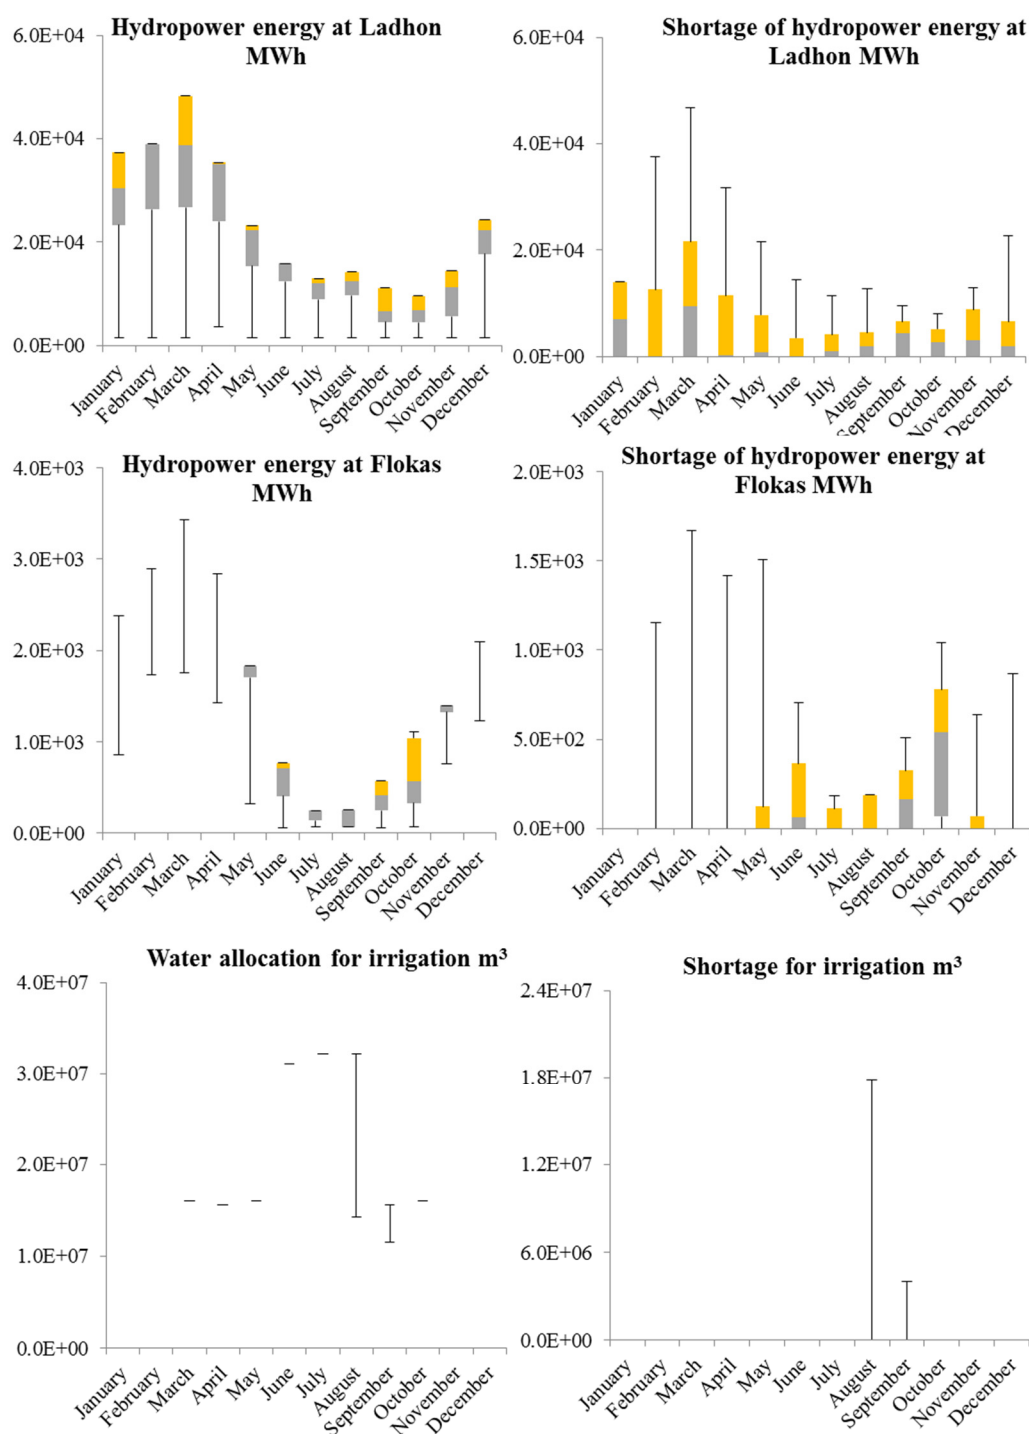 Hydropower energy at Ladhon
MWh
6.0E+04
4.0E+04
2.0E+04
0.0E+00
January
February
March
April
May
June
July
August
September
October
November
December
Shortage of hydropower energy at
Ladhon MWh
6.0E+04
4.0E+04
2.0E+04
0.0E+00
January
February
March
April
May
June
July
August
September
October
November
December
Hydropower energy at Flokas
MWh
4.0E+03
3.0E+03
2.0E+03
1.0E+03
0.0E+00
January
February
March
April
May
June
July
August
September
October
November
December
Shortage of hydropower energy at
Flokas MWh
2.0E+03
1.5E+03
1.0E+03
5.0E+02
0.0E+00
January
February
March
April
May
June
July
August
September
October
November
December
Water allocation for irrigation m³
4.0E+07
3.0E+07
2.0E+07
1.0E+07
0.0E+00
January
February
March
April
May
June
July
August
September
October
November
December
Shortage for irrigation m³
2.4E+07
1.8E+07
1.2E+07
6.0E+06
0.0E+00
January
February
March
April
May
June
July
August
September
October
November
December